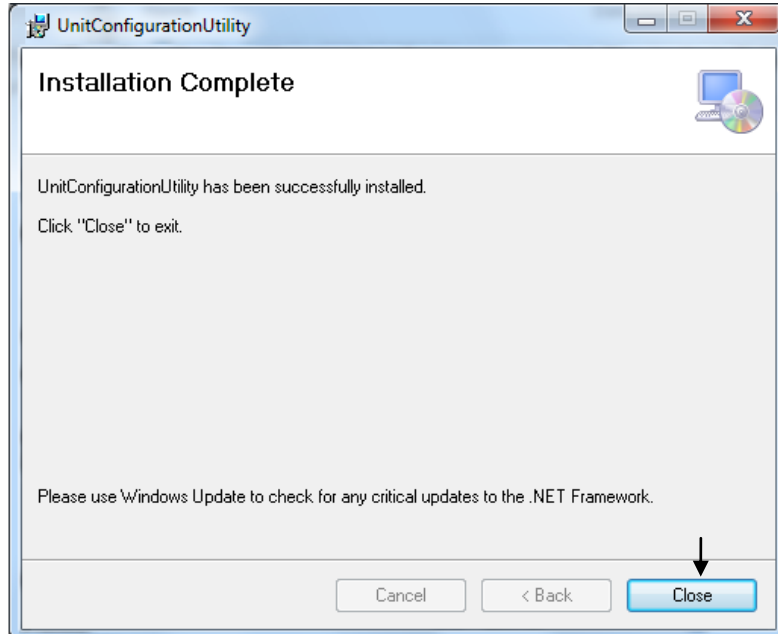 UnitConfigurationUtility
Installation Complete
UnitConfigurationUtility has been successfully installed.
Click "Close" to exit.
Please use Windows Update to check for any critical updates to the .NET Framework.
Cancel
< Back
Close